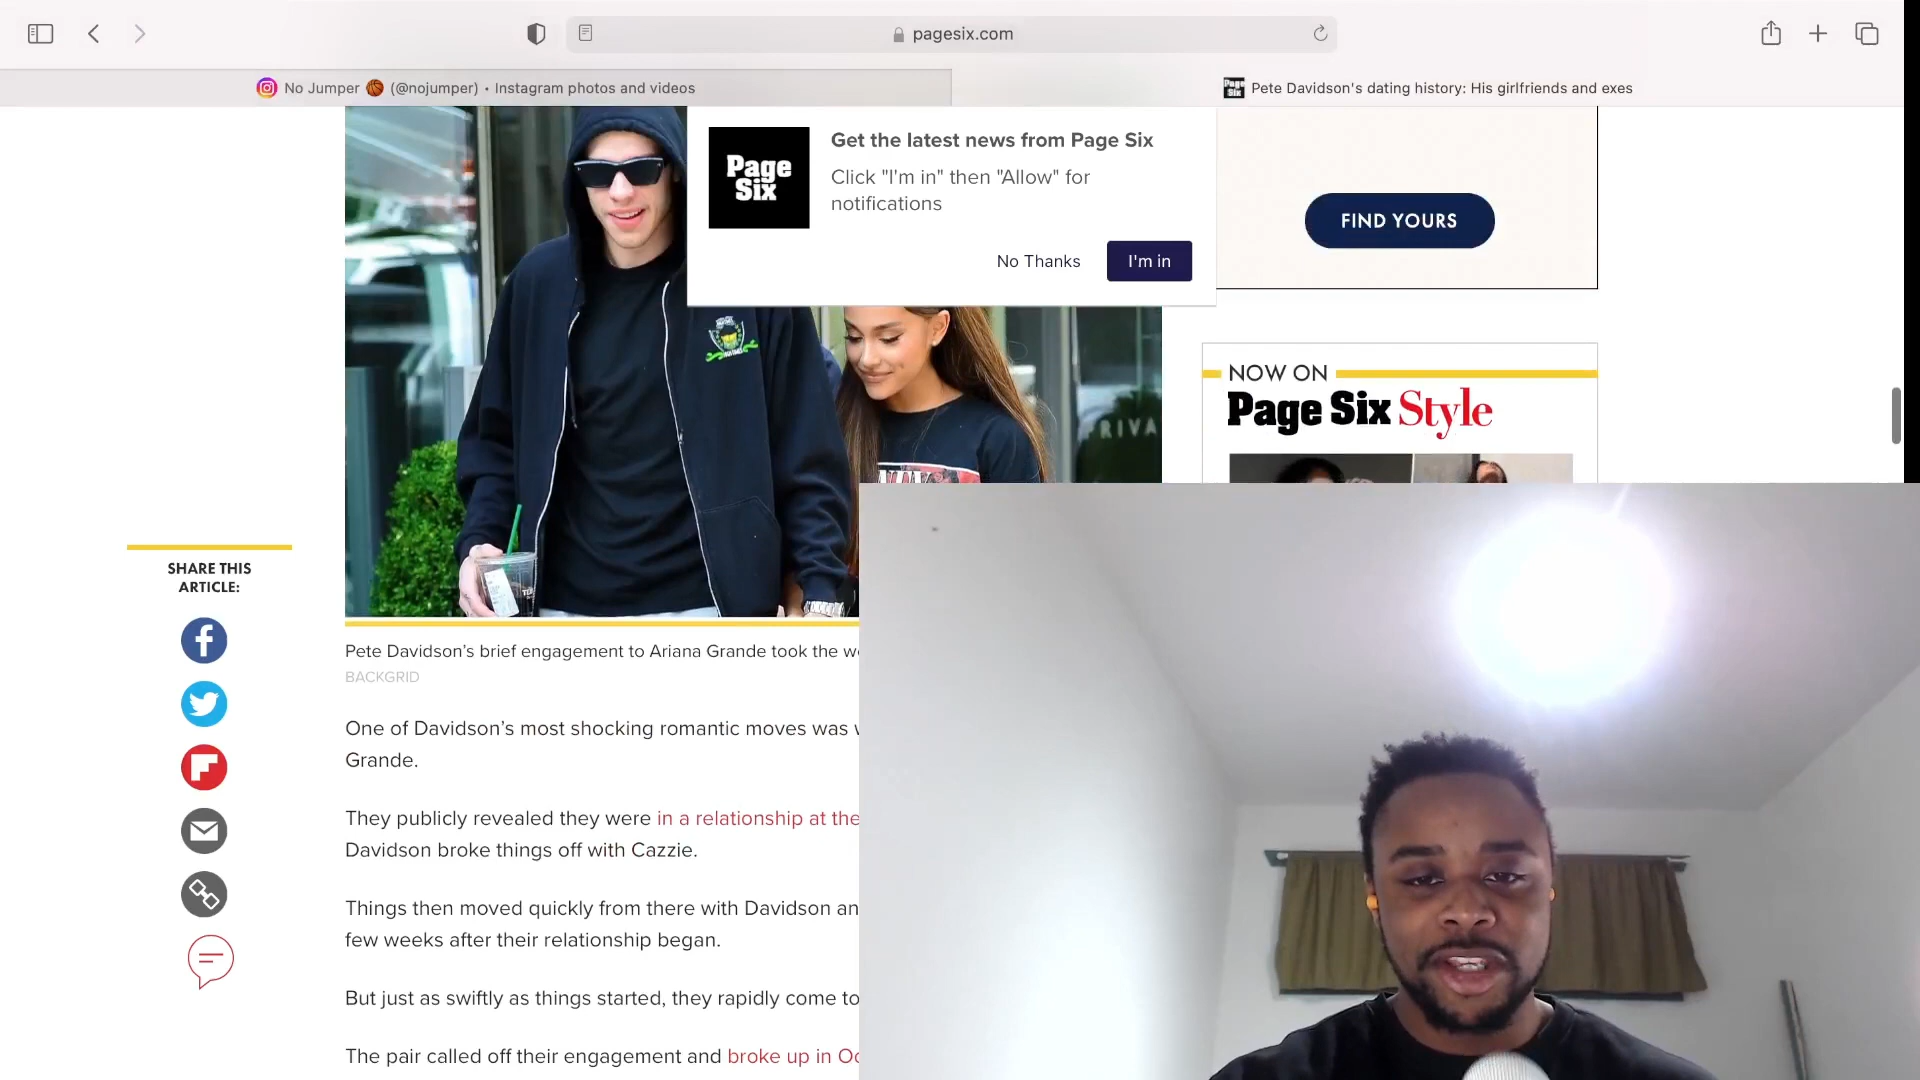 pagesix.com
No Jumper 🏀 (@nojumper) • Instagram photos and videos
Pete Davidson's dating history: His girlfriends and exes
Page
Six
Get the latest news from Page Six
Click "I'm in" then "Allow" for
notifications
No Thanks
I'm in
FIND YOURS
NOW ON
Page Six Style
PRIVA
SHARE THIS
ARTICLE:
Pete Davidson's brief engagement to Ariana Grande took the
BACKGRID
One of Davidson's most shocking romantic moves was
Grande.
They publicly revealed they were in a relationship at the
Davidson broke things off with Cazzie.
Things then moved quickly from there with Davidson
few weeks after their relationship began.
But just as swiftly as things started, they rapidly come to
The pair called off their engagement and broke up in